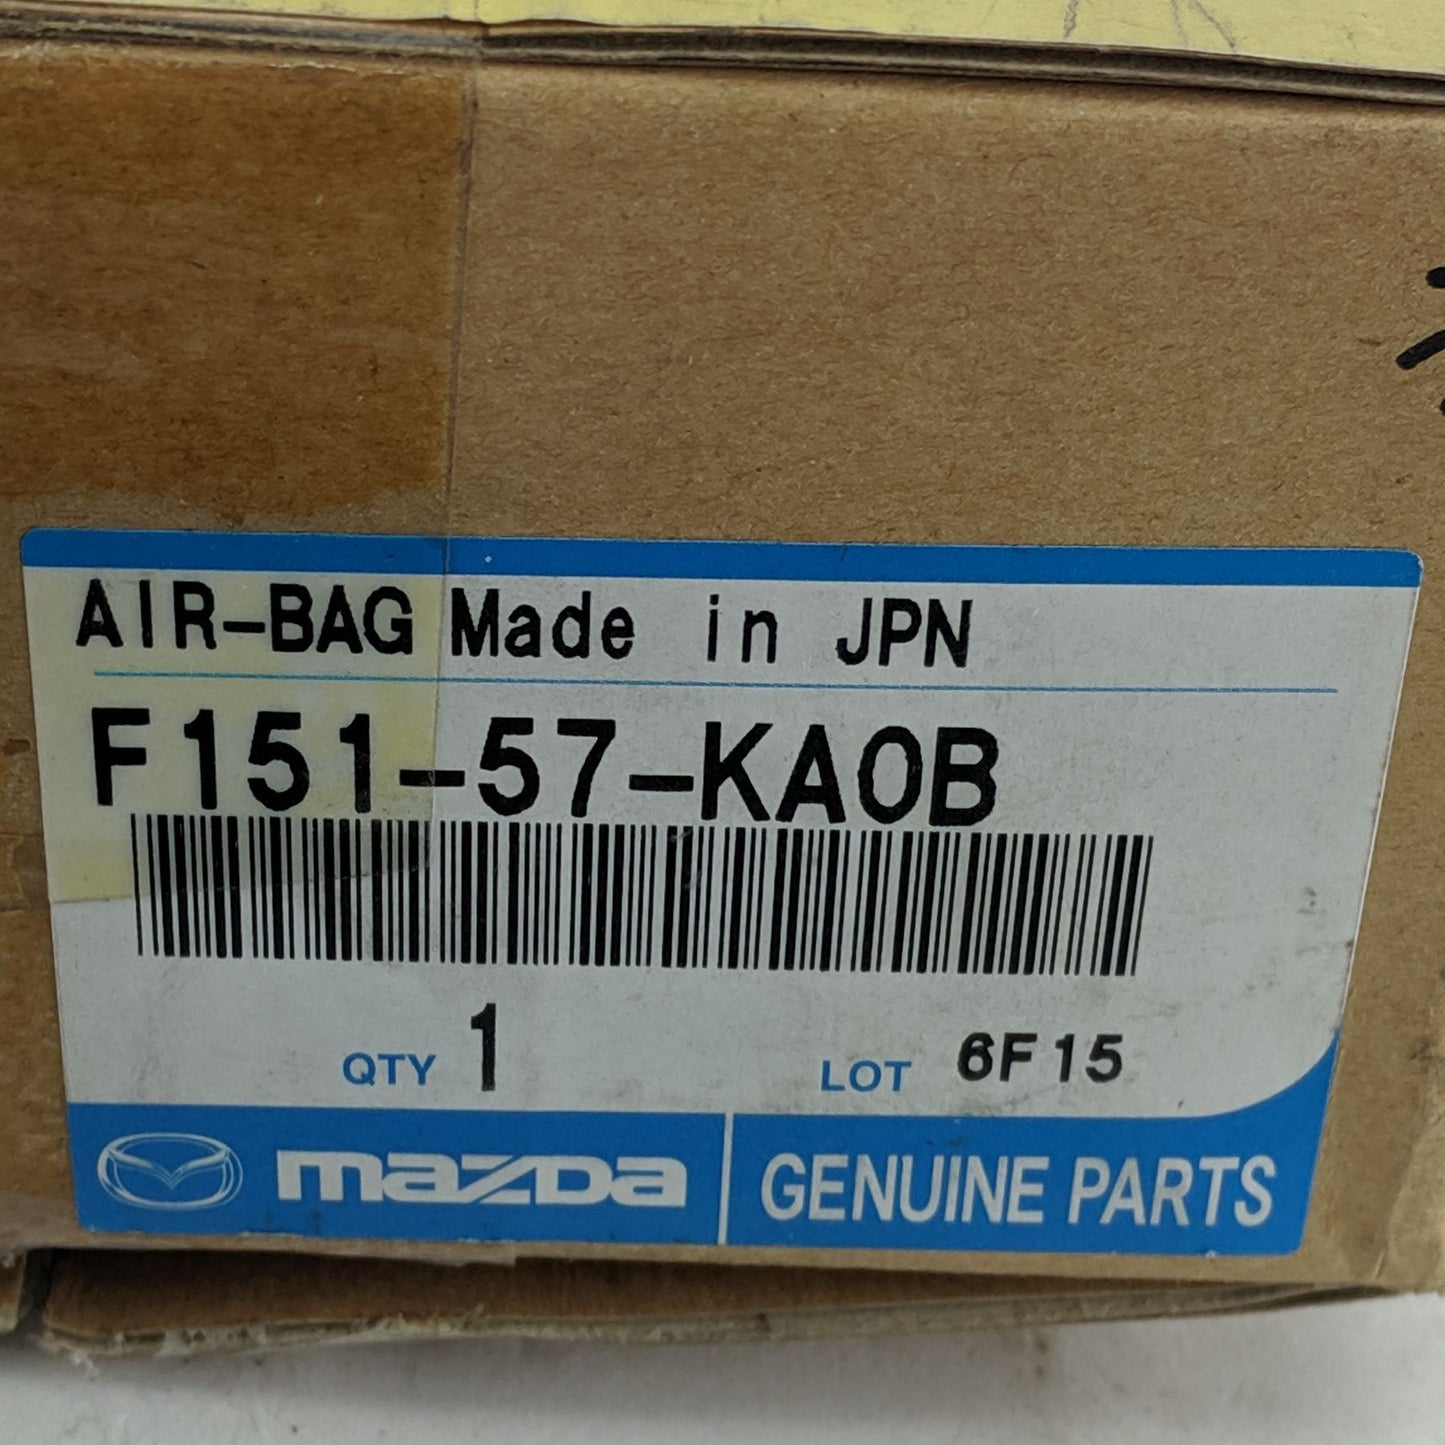 AIR-BAG Made in JPN
F151-57-KA0B
QTY 1 LOT 6F15
mazda GENUINE PARTS